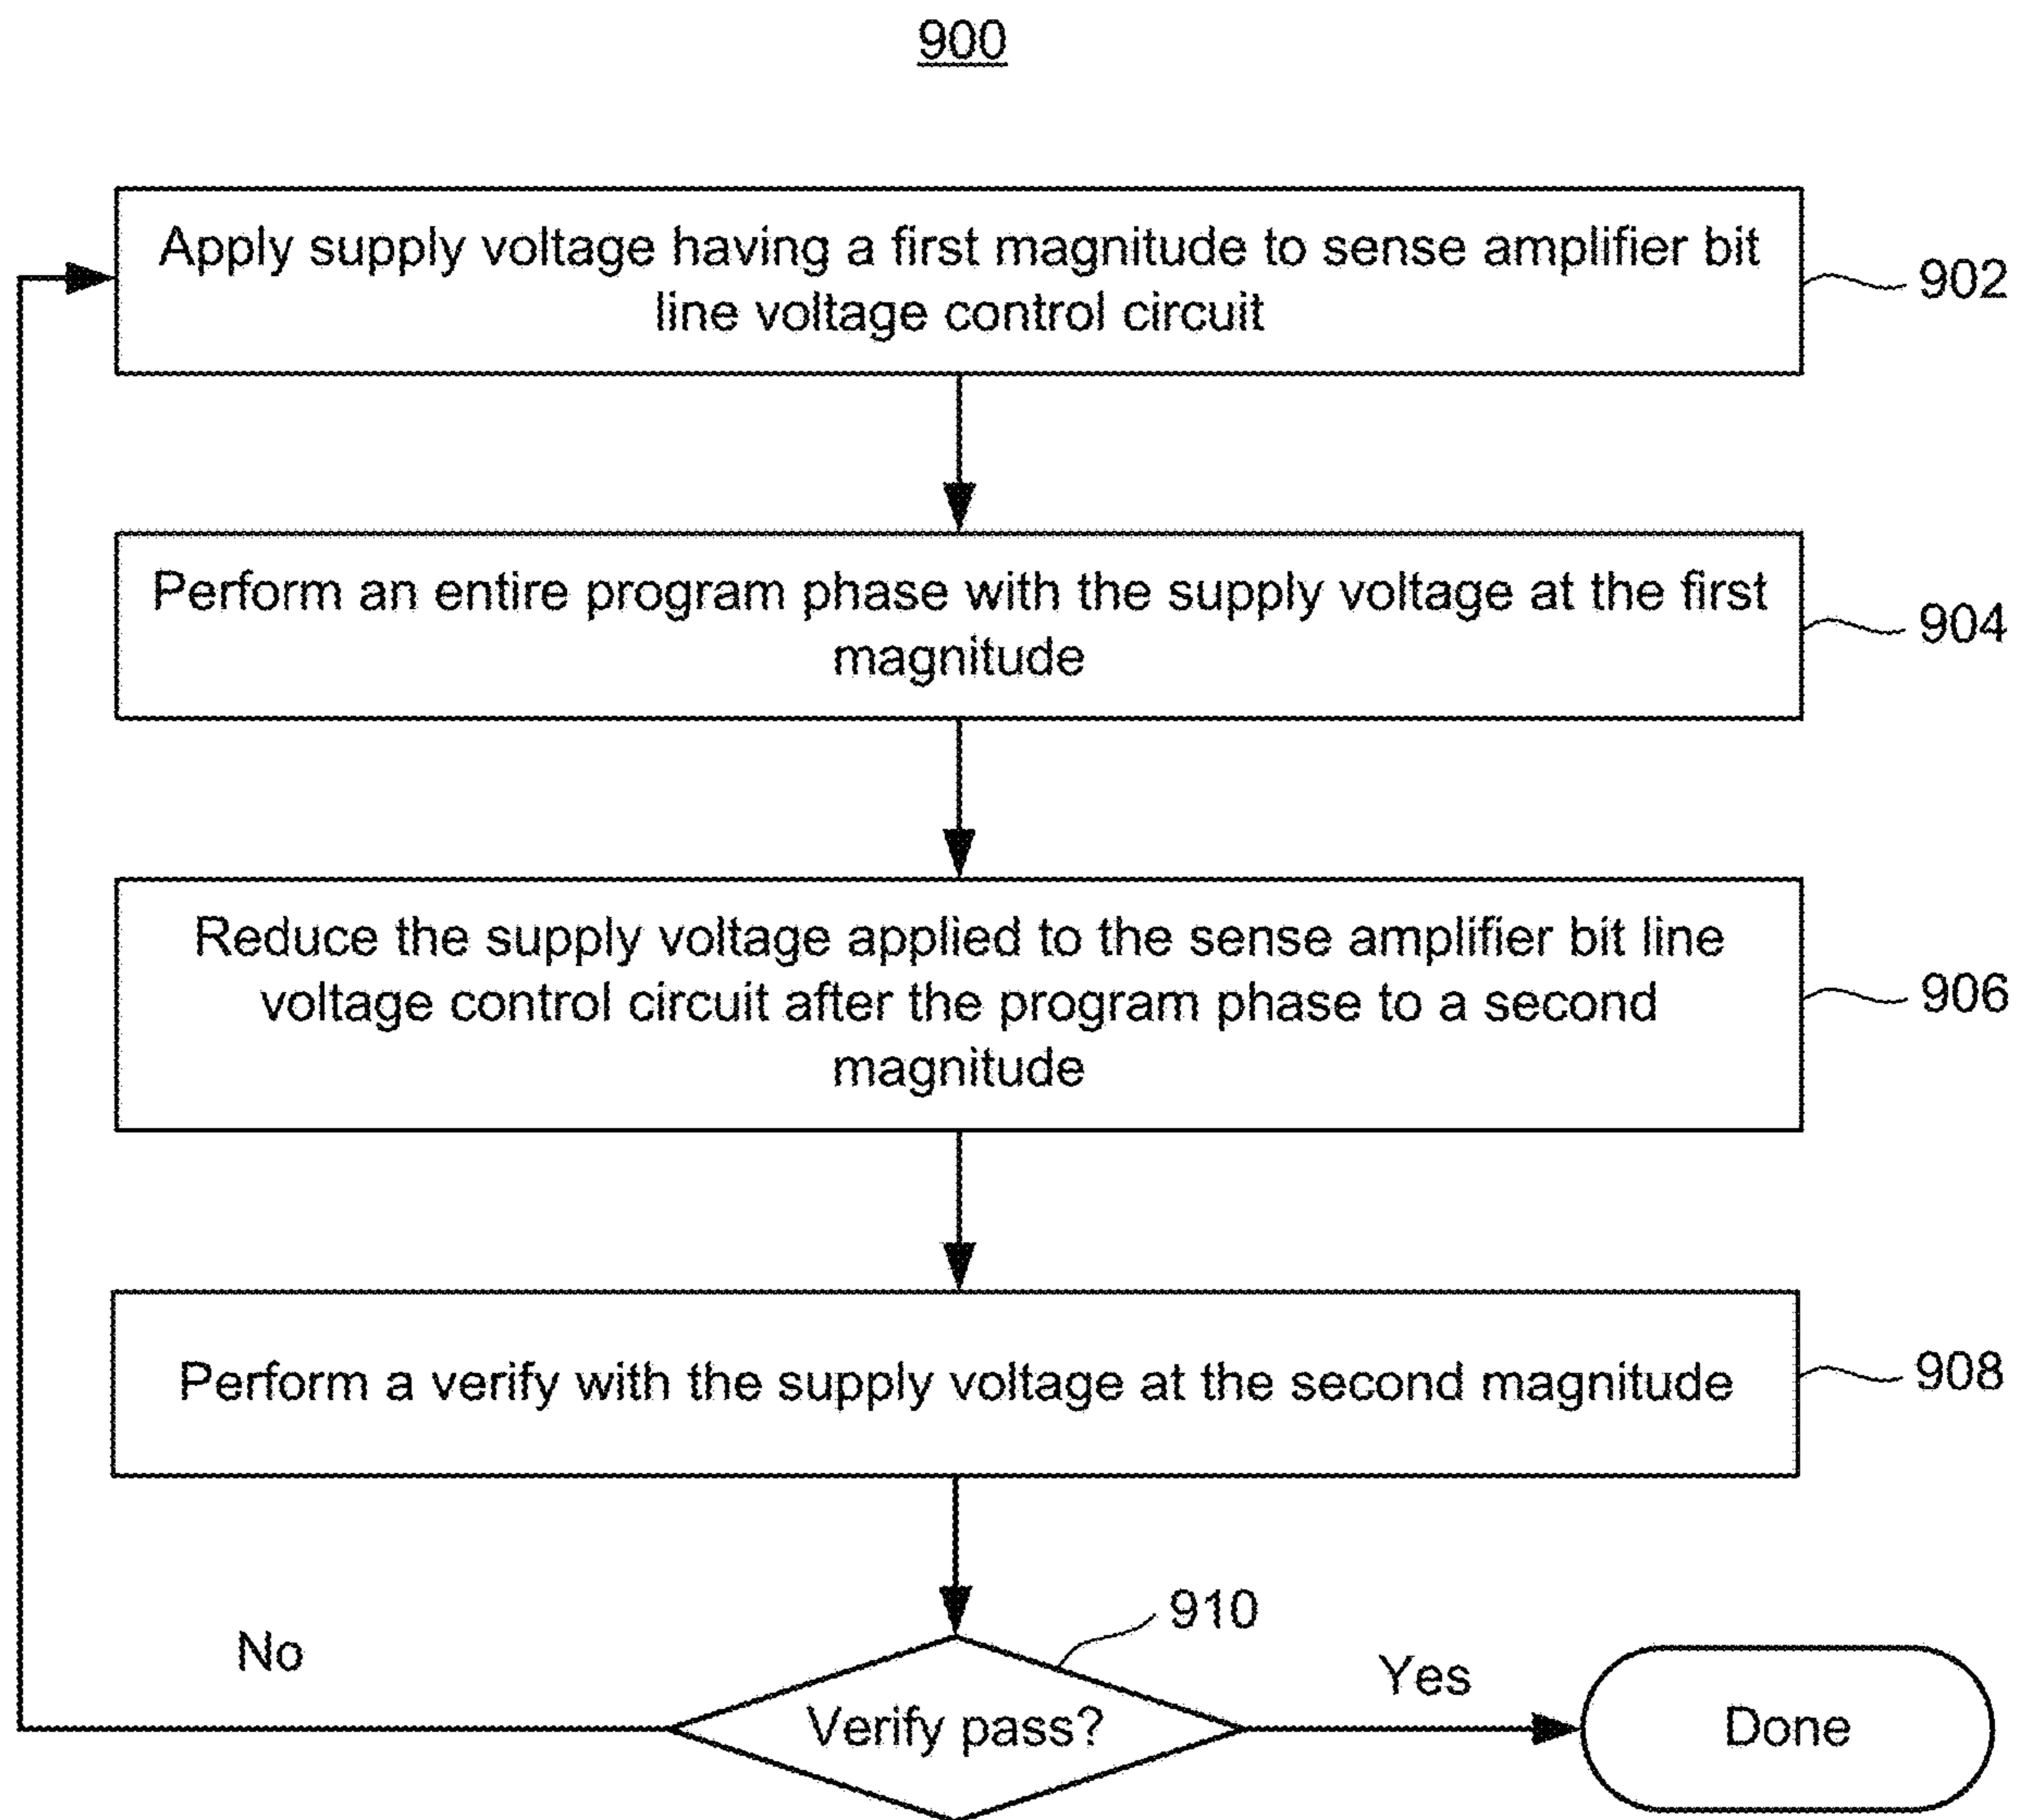 900
Apply supply voltage having a first magnitude to sense amplifier bit
line voltage control circuit
902
Perform an entire program phase with the supply voltage at the first
magnitude
904
Reduce the supply voltage applied to the sense amplifier bit line
voltage control circuit after the program phase to a second
magnitude
906
Perform a verify with the supply voltage at the second magnitude
908
910
No
Verify pass?
Yes
Done